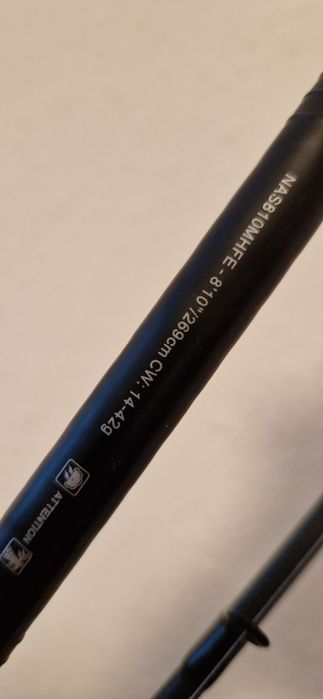 NAS810MHFE - 8'10"/269cm CW: 14-42g
ATTENTION